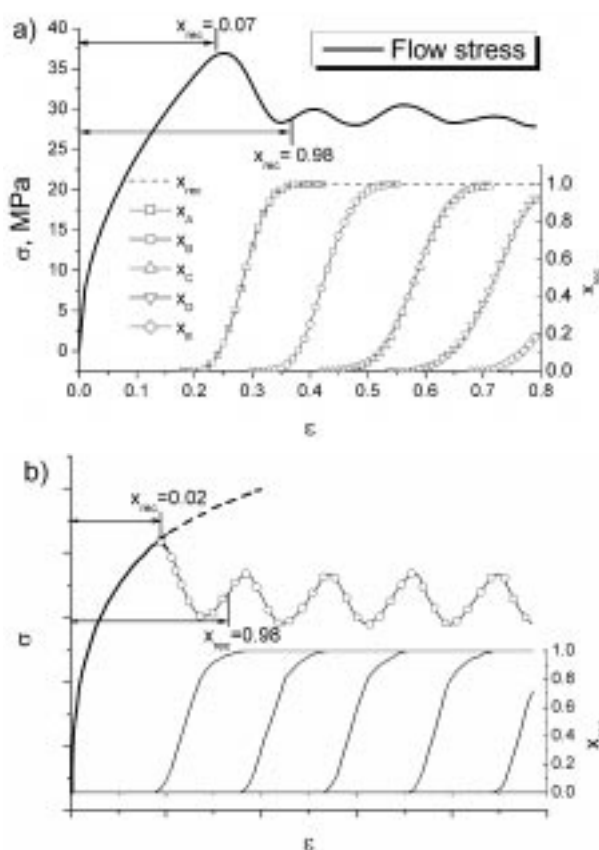 a)
x_rec = 0.07
Flow stress
x_rec = 0.98
σ, MPa
40
35
30
25
20
15
10
5
0
x_rec
x_A
x_B
x_C
x_D
x_E
1.0
0.8
0.6
0.4
0.2
0.0
x_rec
0.0 0.1 0.2 0.3 0.4 0.5 0.6 0.7 0.8
ε
b)
x_rec=0.02
x_rec=0.98
σ
1.0
0.8
0.6
0.4
0.2
0.0
ε